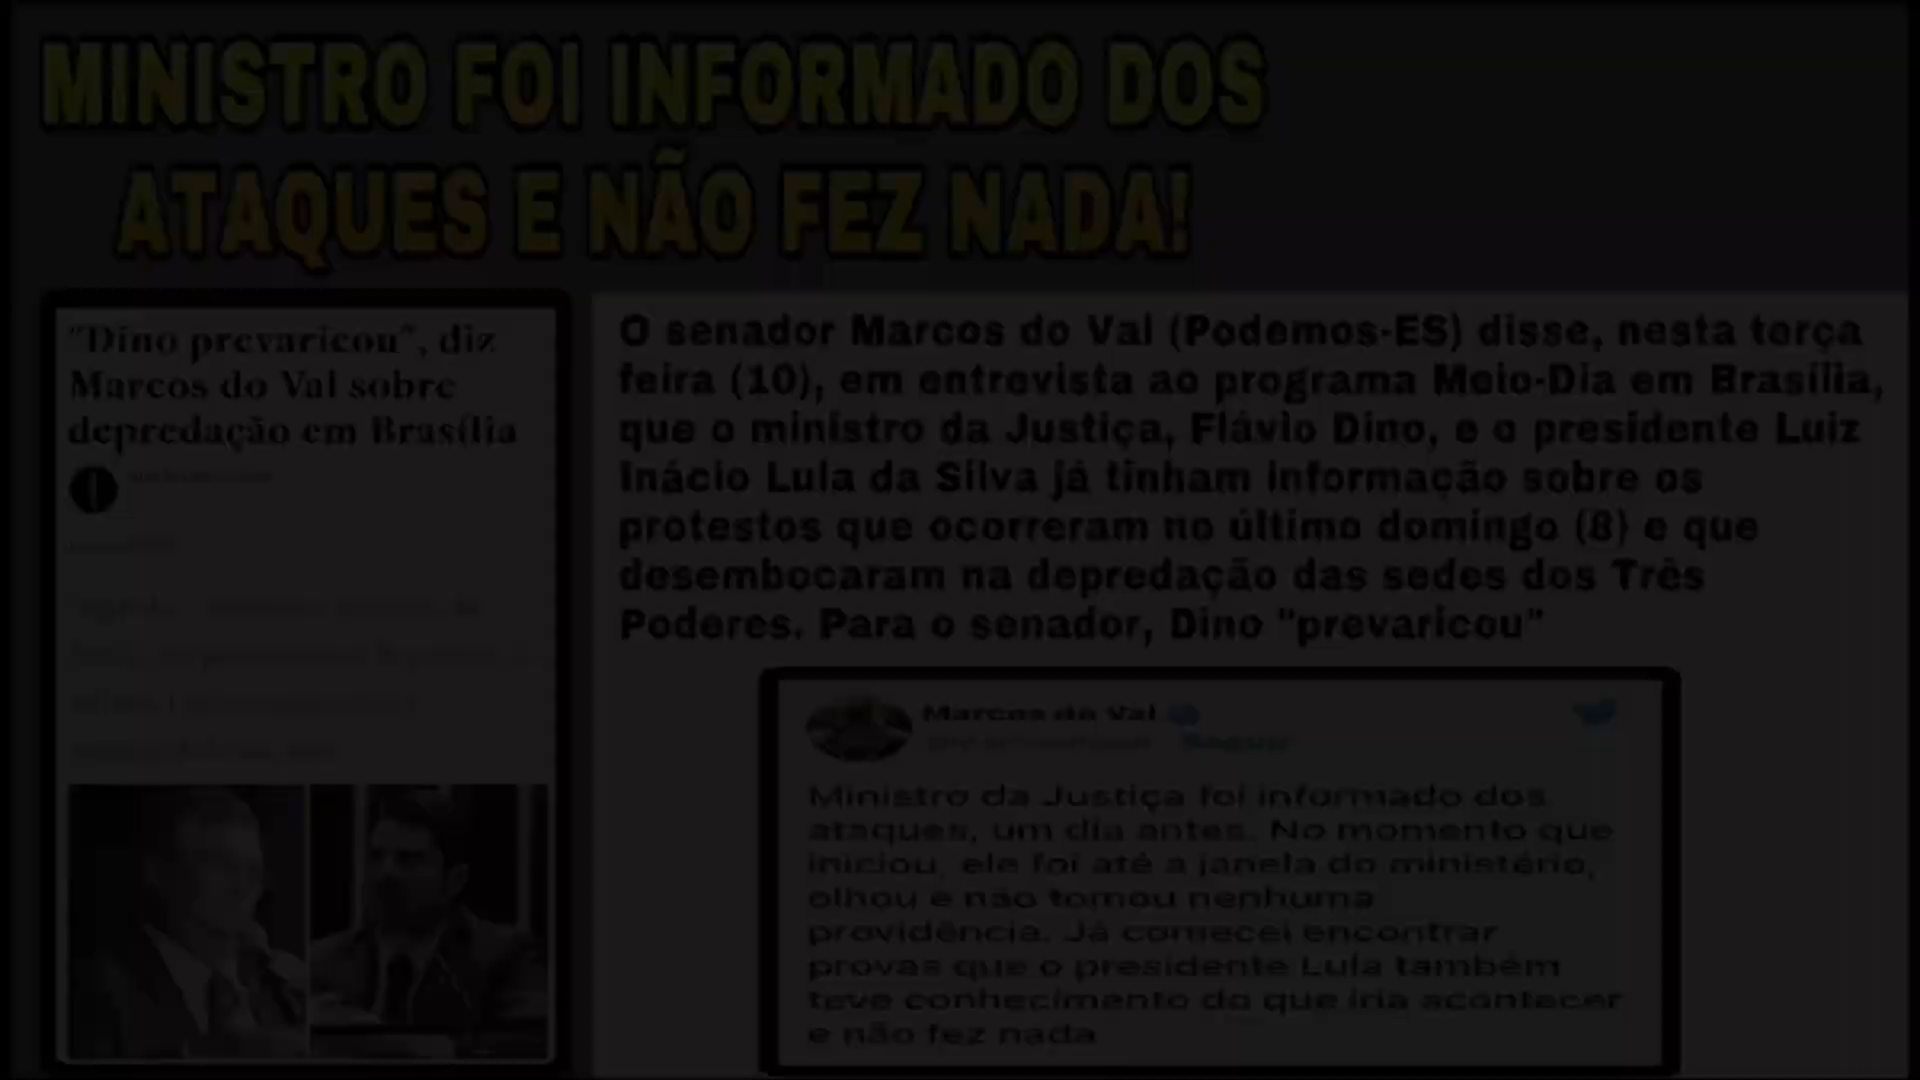 MINISTRO FOI INFORMADO DOS
ATAQUES E NÃO FEZ NADA!
"Dino prevaricou", diz
Marcos do Val sobre
depredação em Brasília
O senador Marcos do Val (Podemos-ES) disse, nesta terça
feira (10), em entrevista ao programa Meio-Dia em Brasília,
que o ministro da Justiça, Flávio Dino, e o presidente Luiz
Inácio Lula da Silva já tinham informação sobre os
protestos que ocorreram no último domingo (8) e que
desembocaram na depredação das sedes dos Três
Poderes. Para o senador, Dino "prevaricou"
Marcos do Val
Seguir
Ministro da Justiça foi informado dos
ataques, um dia antes. No momento que
iniciou, ele foi até a janela do ministério,
olhou e não tomou nenhuma
providência. Já comecei encontrar
provas que o presidente Lula também
teve conhecimento do que iria acontecer
e não fez nada